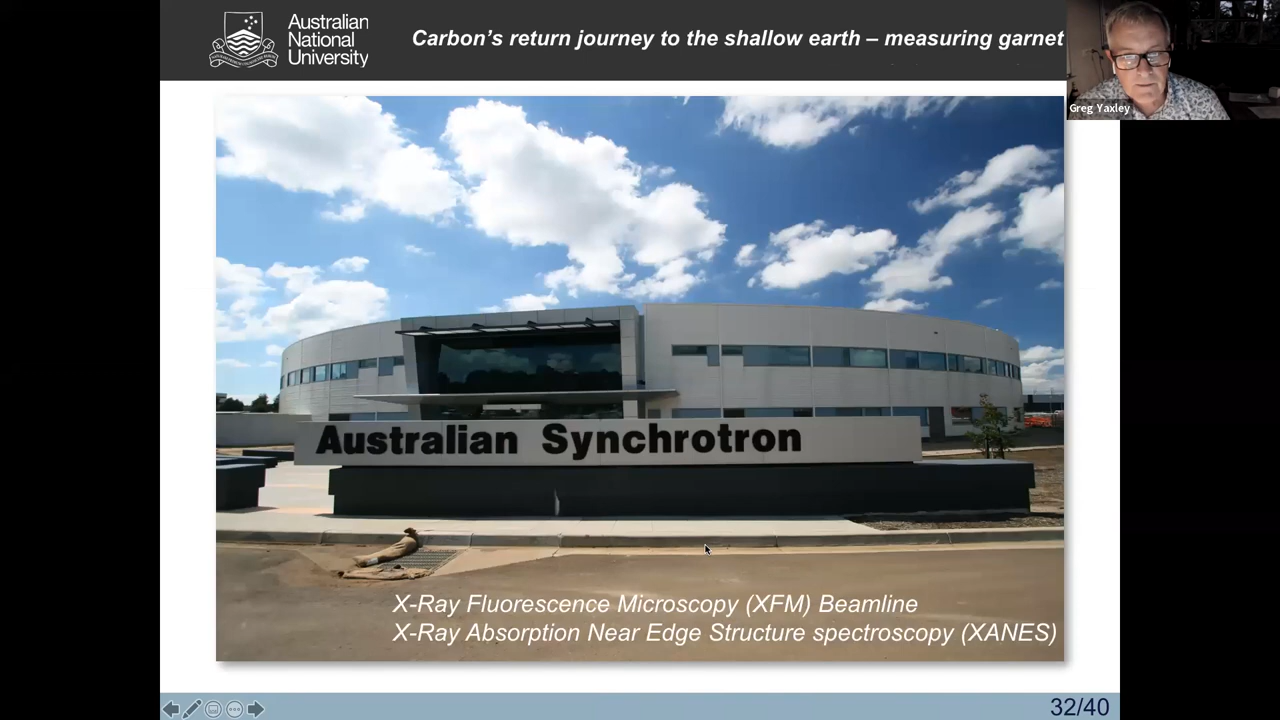 Australian
National
University
Carbon’s return journey to the shallow earth – measuring garnet
Greg Yaxley
Australian Synchrotron
X-Ray Fluorescence Microscopy (XFM) Beamline
X-Ray Absorption Near Edge Structure spectroscopy (XANES)
32/40